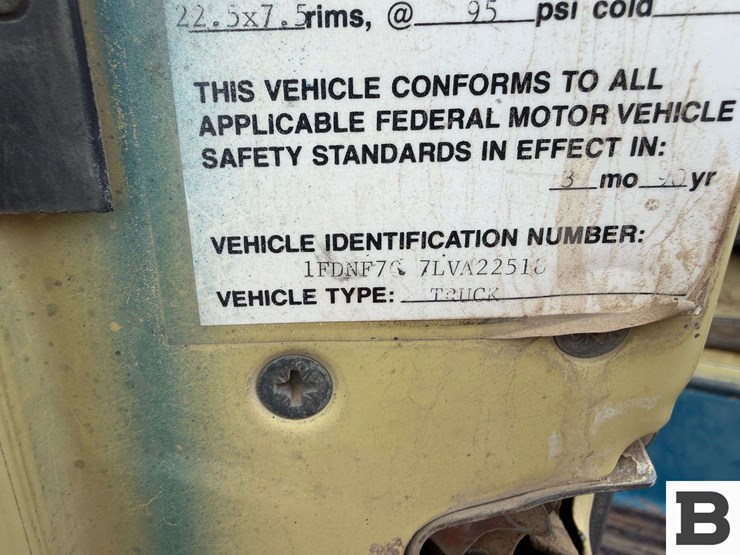 22.5x7.5 rims, @ 95 psi cold
THIS VEHICLE CONFORMS TO ALL
APPLICABLE FEDERAL MOTOR VEHICLE
SAFETY STANDARDS IN EFFECT IN:
3 mo 90 yr
VEHICLE IDENTIFICATION NUMBER:
VEHICLE TYPE: TRUCK
B